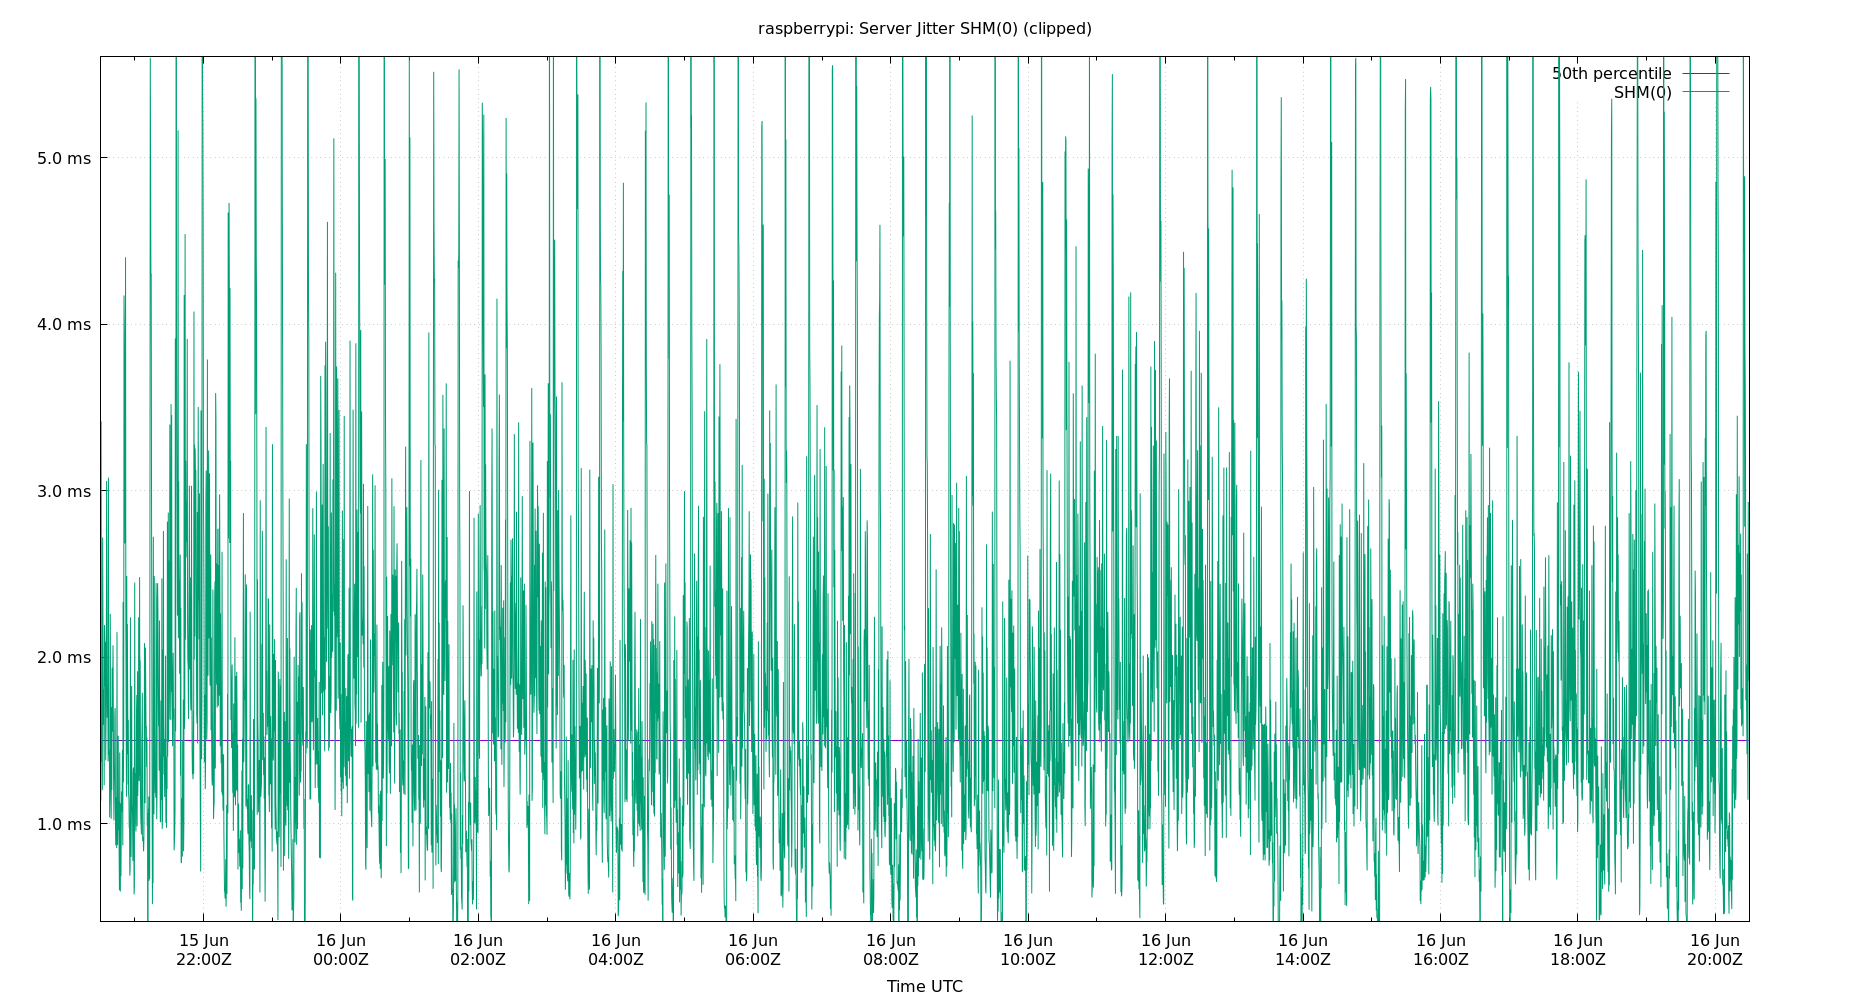 raspberrypi: Server Jitter SHM(0) (clipped)
50th percentile
SHM(0)
5.0 ms
4.0 ms
3.0 ms
2.0 ms
1.0 ms
15 Jun 16 Jun 16 Jun 16 Jun 16 Jun 16 Jun 16 Jun 16 Jun 16 Jun 16 Jun 16 Jun 16 Jun
22:00Z 00:00Z 02:00Z 04:00Z 06:00Z 08:00Z 10:00Z 12:00Z 14:00Z 16:00Z 18:00Z 20:00Z
Time UTC